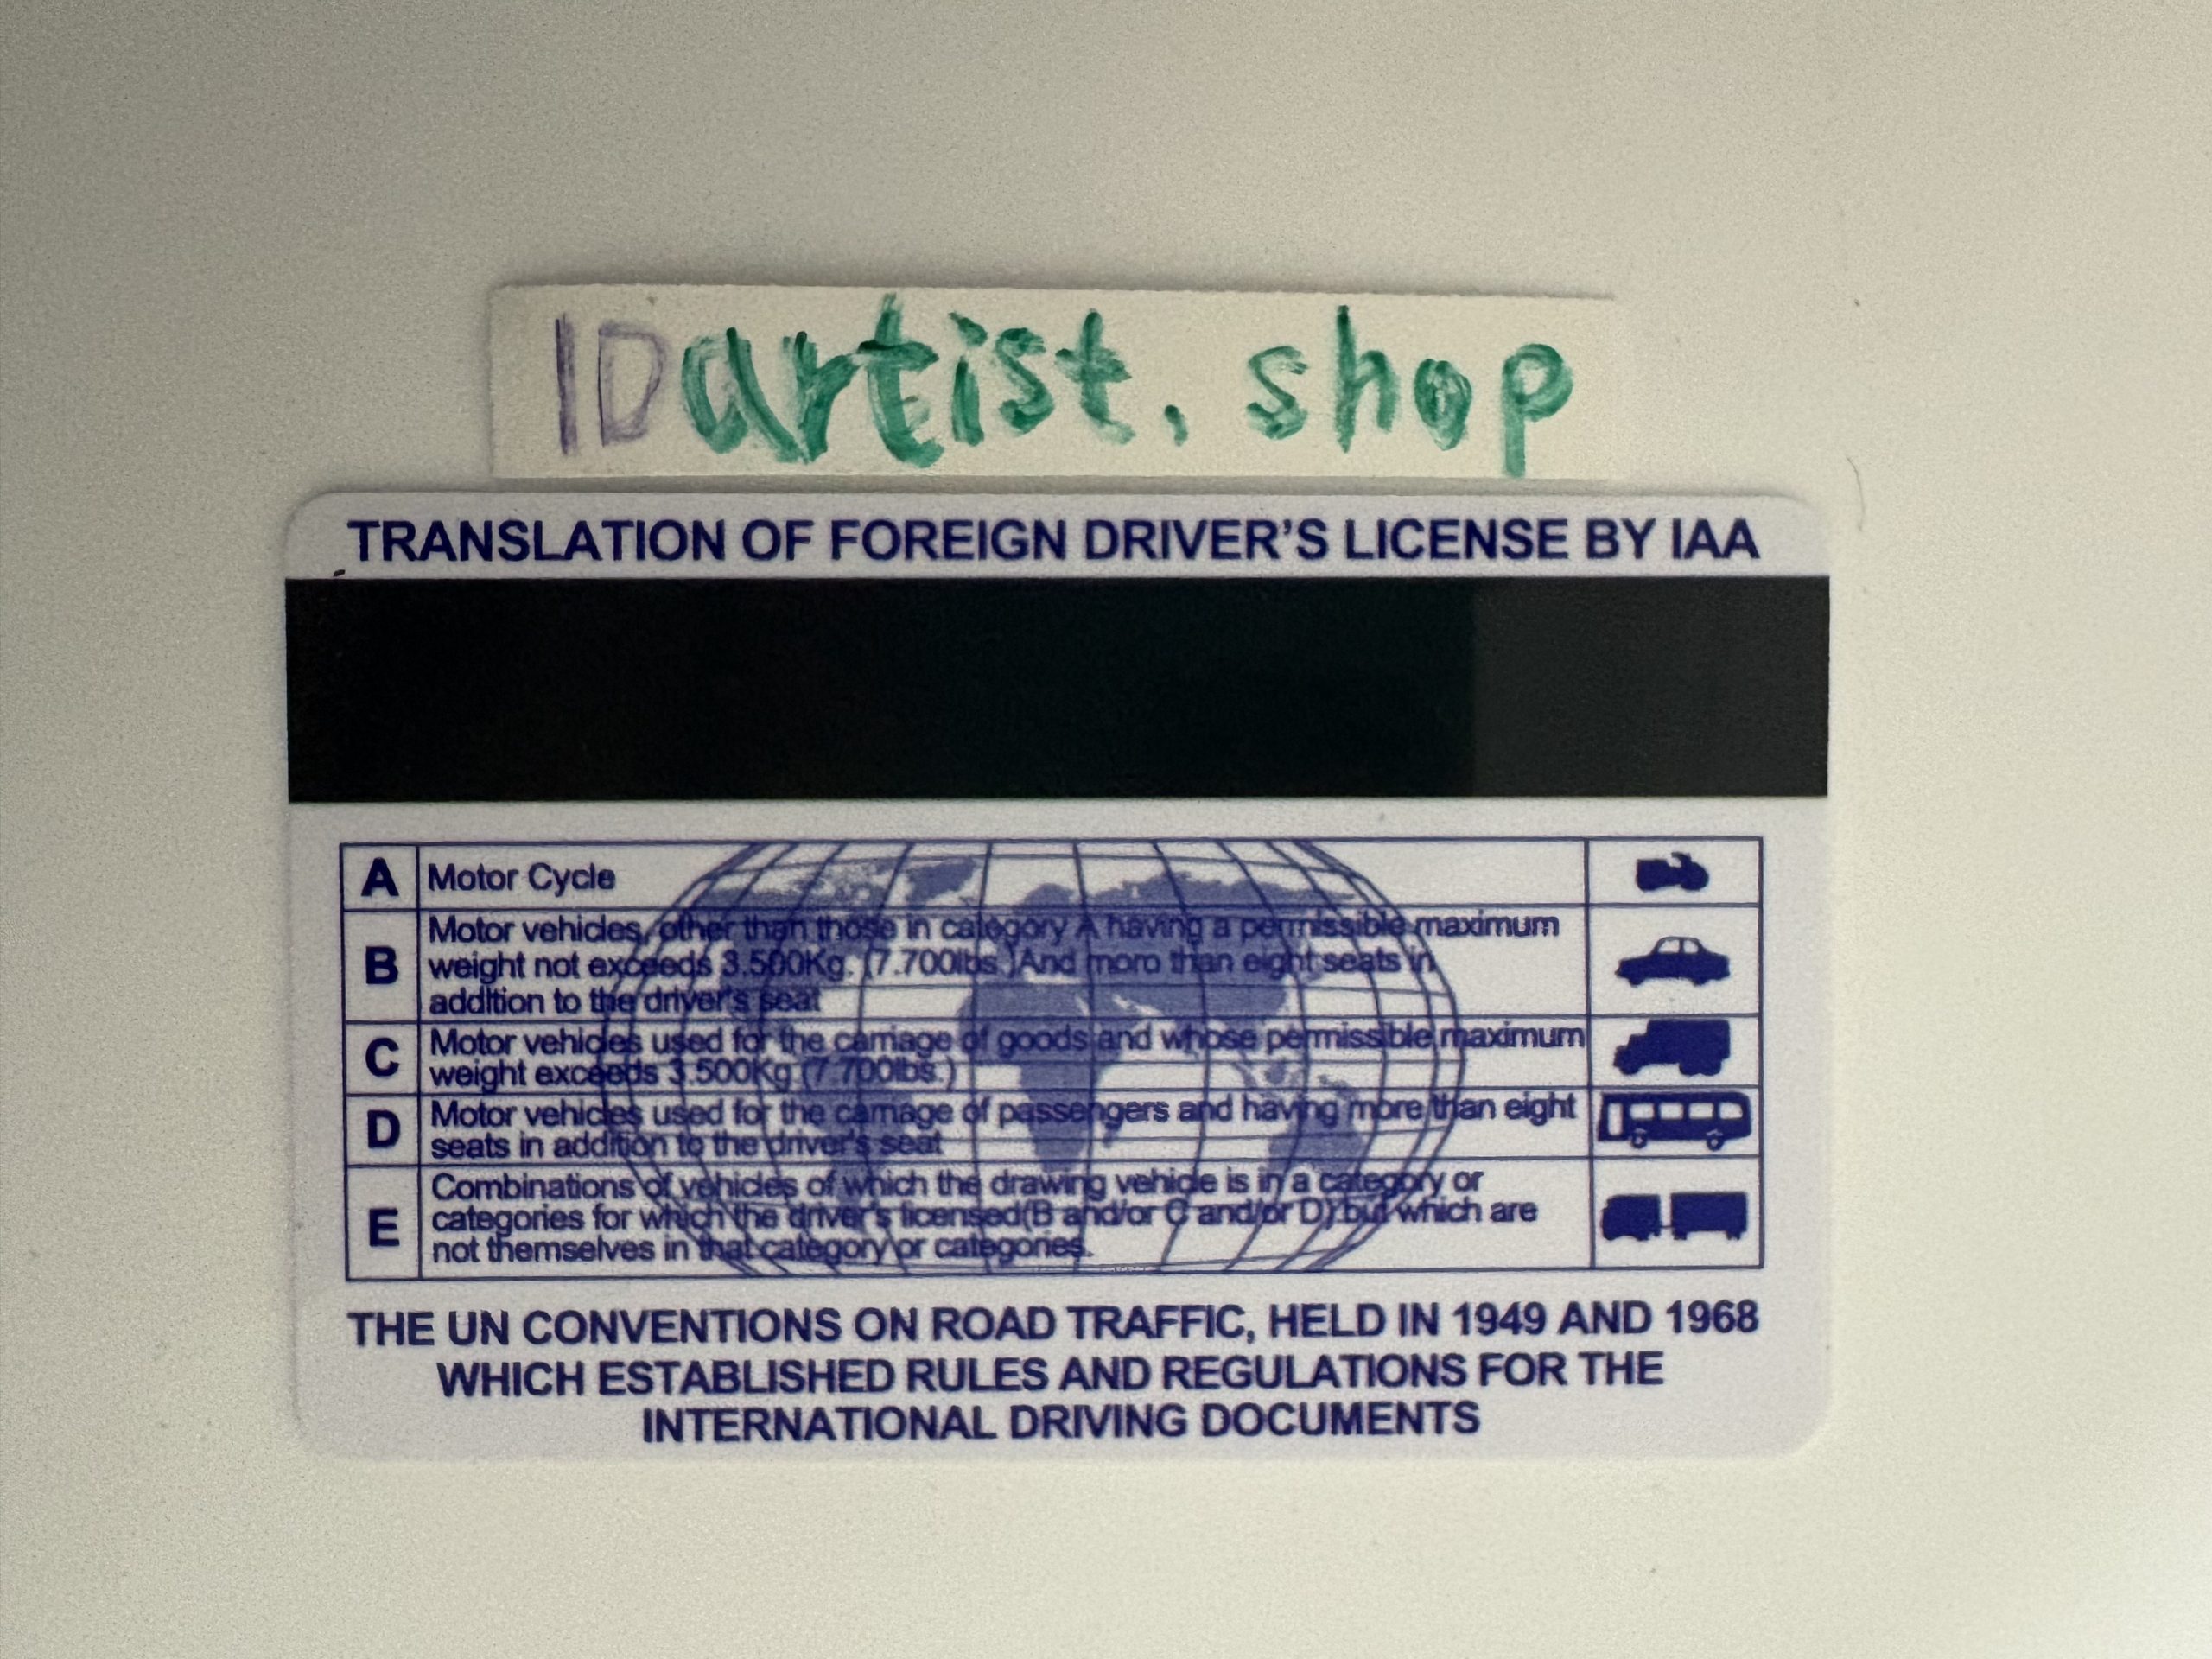 IDartist.shop
TRANSLATION OF FOREIGN DRIVER'S LICENSE BY IAA
A Motor Cycle
B Motor vehicles, other than those in category A having a permissible maximum
weight not exceeds 3.500Kg. (7.700lbs.)And more than eight seats in
addition to the driver's seat
C Motor vehicles used for the carriage of goods and whose permissible maximum
weight exceeds 3.500Kg (7.700lbs.)
D Motor vehicles used for the carriage of passengers and having more than eight
seats in addition to the driver's seat
E Combinations of vehicles of which the drawing vehicle is in a category or
categories for which the driver's licensed(B and/or C and/or D) but which are
not themselves in that category or categories.
THE UN CONVENTIONS ON ROAD TRAFFIC, HELD IN 1949 AND 1968
WHICH ESTABLISHED RULES AND REGULATIONS FOR THE
INTERNATIONAL DRIVING DOCUMENTS